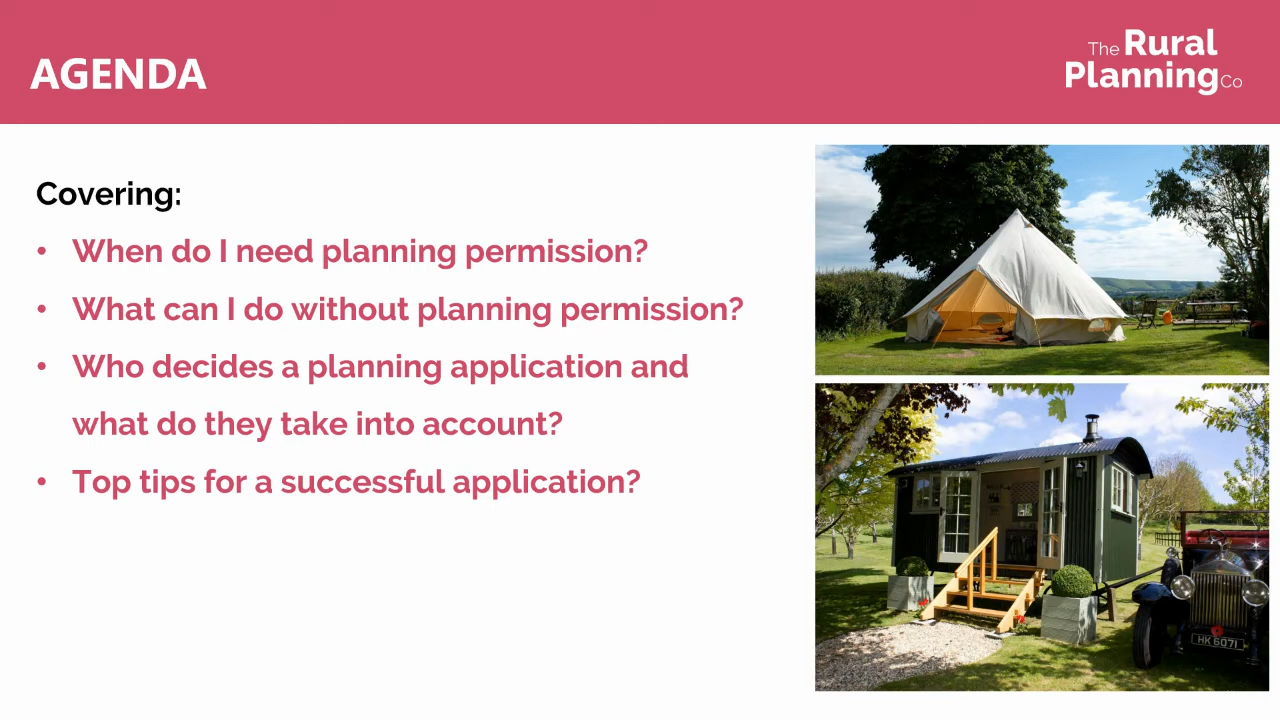 AGENDA
The Rural
Planning Co
Covering:
• When do I need planning permission?
• What can I do without planning permission?
• Who decides a planning application and
what do they take into account?
• Top tips for a successful application?
HK 6071